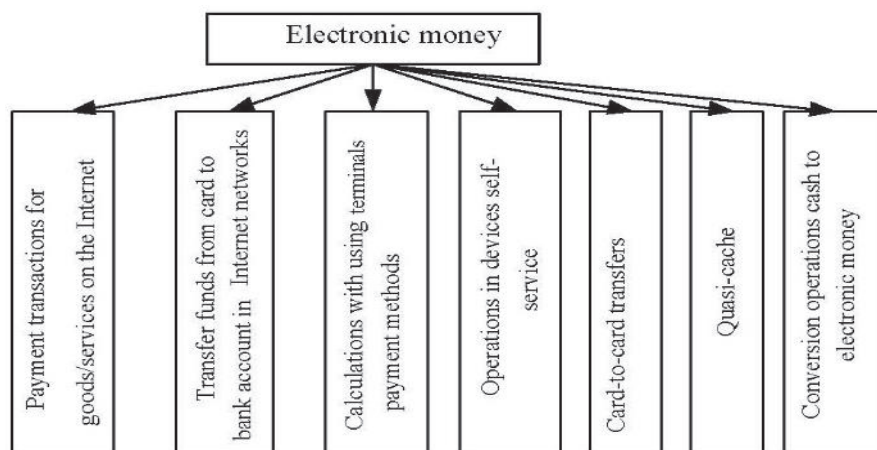 Electronic money
Payment transactions for
goods/services on the Internet
Transfer funds from card to
bank account in Internet networks
Calculations with using terminals
payment methods
Operations in devices self-
service
Card-to-card transfers
Quasi-cache
Conversion operations cash to
electronic money